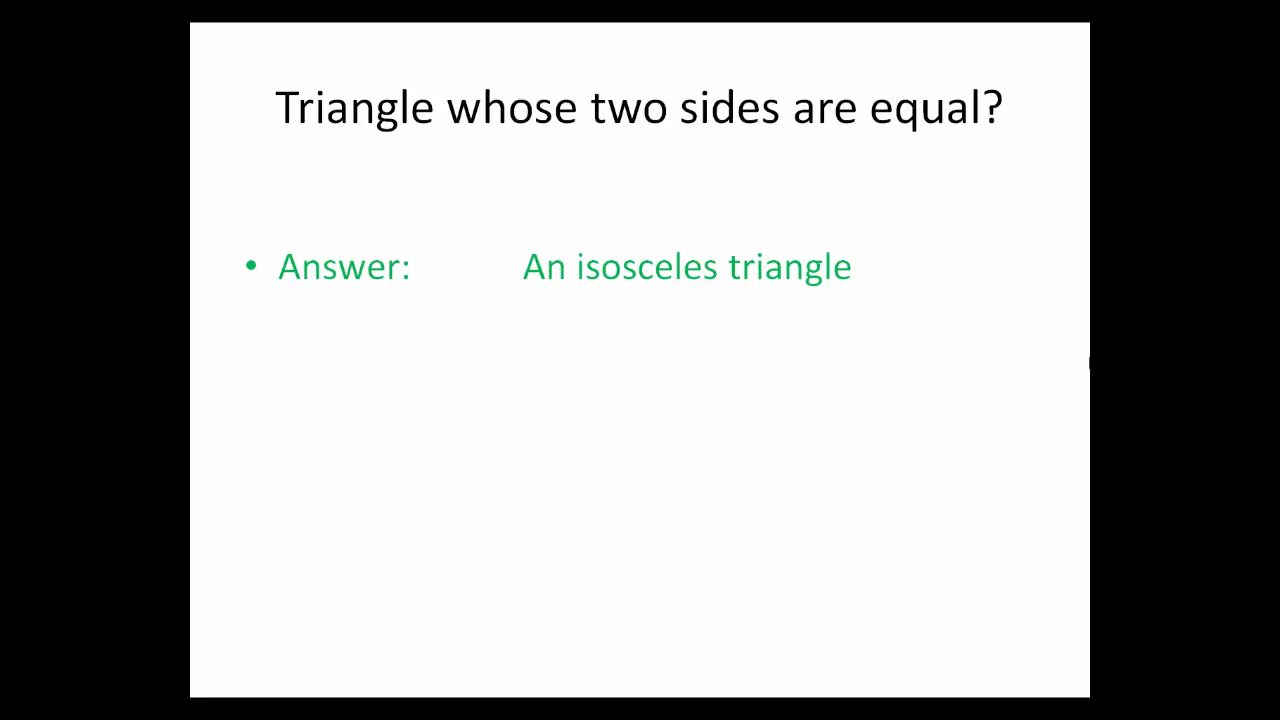 Triangle whose two sides are equal?
• Answer: An isosceles triangle